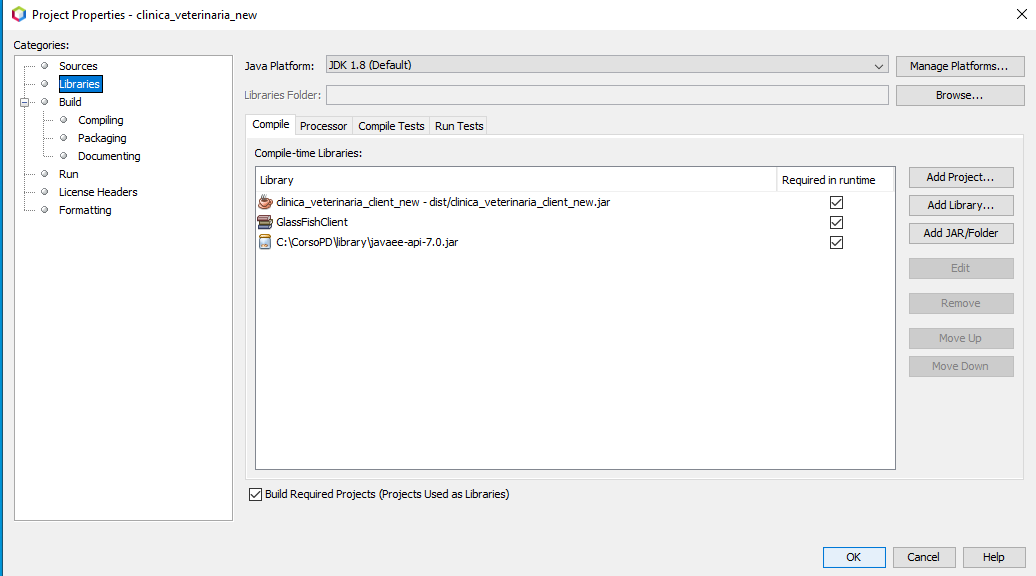 Project Properties - clinica_veterinaria_new
Categories:
Sources
Libraries
Build
Compiling
Packaging
Documenting
Run
License Headers
Formatting
Java Platform: JDK 1.8 (Default) Manage Platforms...
Libraries Folder: Browse...
Compile Processor Compile Tests Run Tests
Compile-time Libraries:
Library Required in runtime
clinica_veterinaria_client_new - dist/clinica_veterinaria_client_new.jar
GlassFishClient
C:\CorsoPD\library\javaee-api-7.0.jar
Add Project...
Add Library...
Add JAR/Folder
Edit
Remove
Move Up
Move Down
Build Required Projects (Projects Used as Libraries)
OK Cancel Help